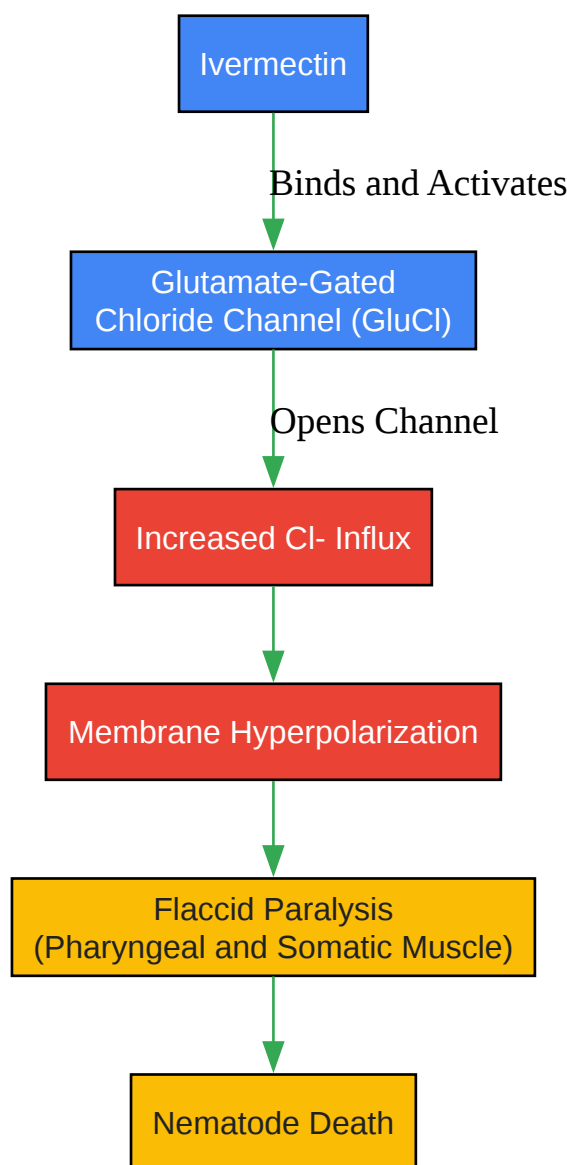 Ivermectin
Binds and Activates
Glutamate-Gated
Chloride Channel (GluCl)
Opens Channel
Increased Cl- Influx
Membrane Hyperpolarization
Flaccid Paralysis
(Pharyngeal and Somatic Muscle)
Nematode Death